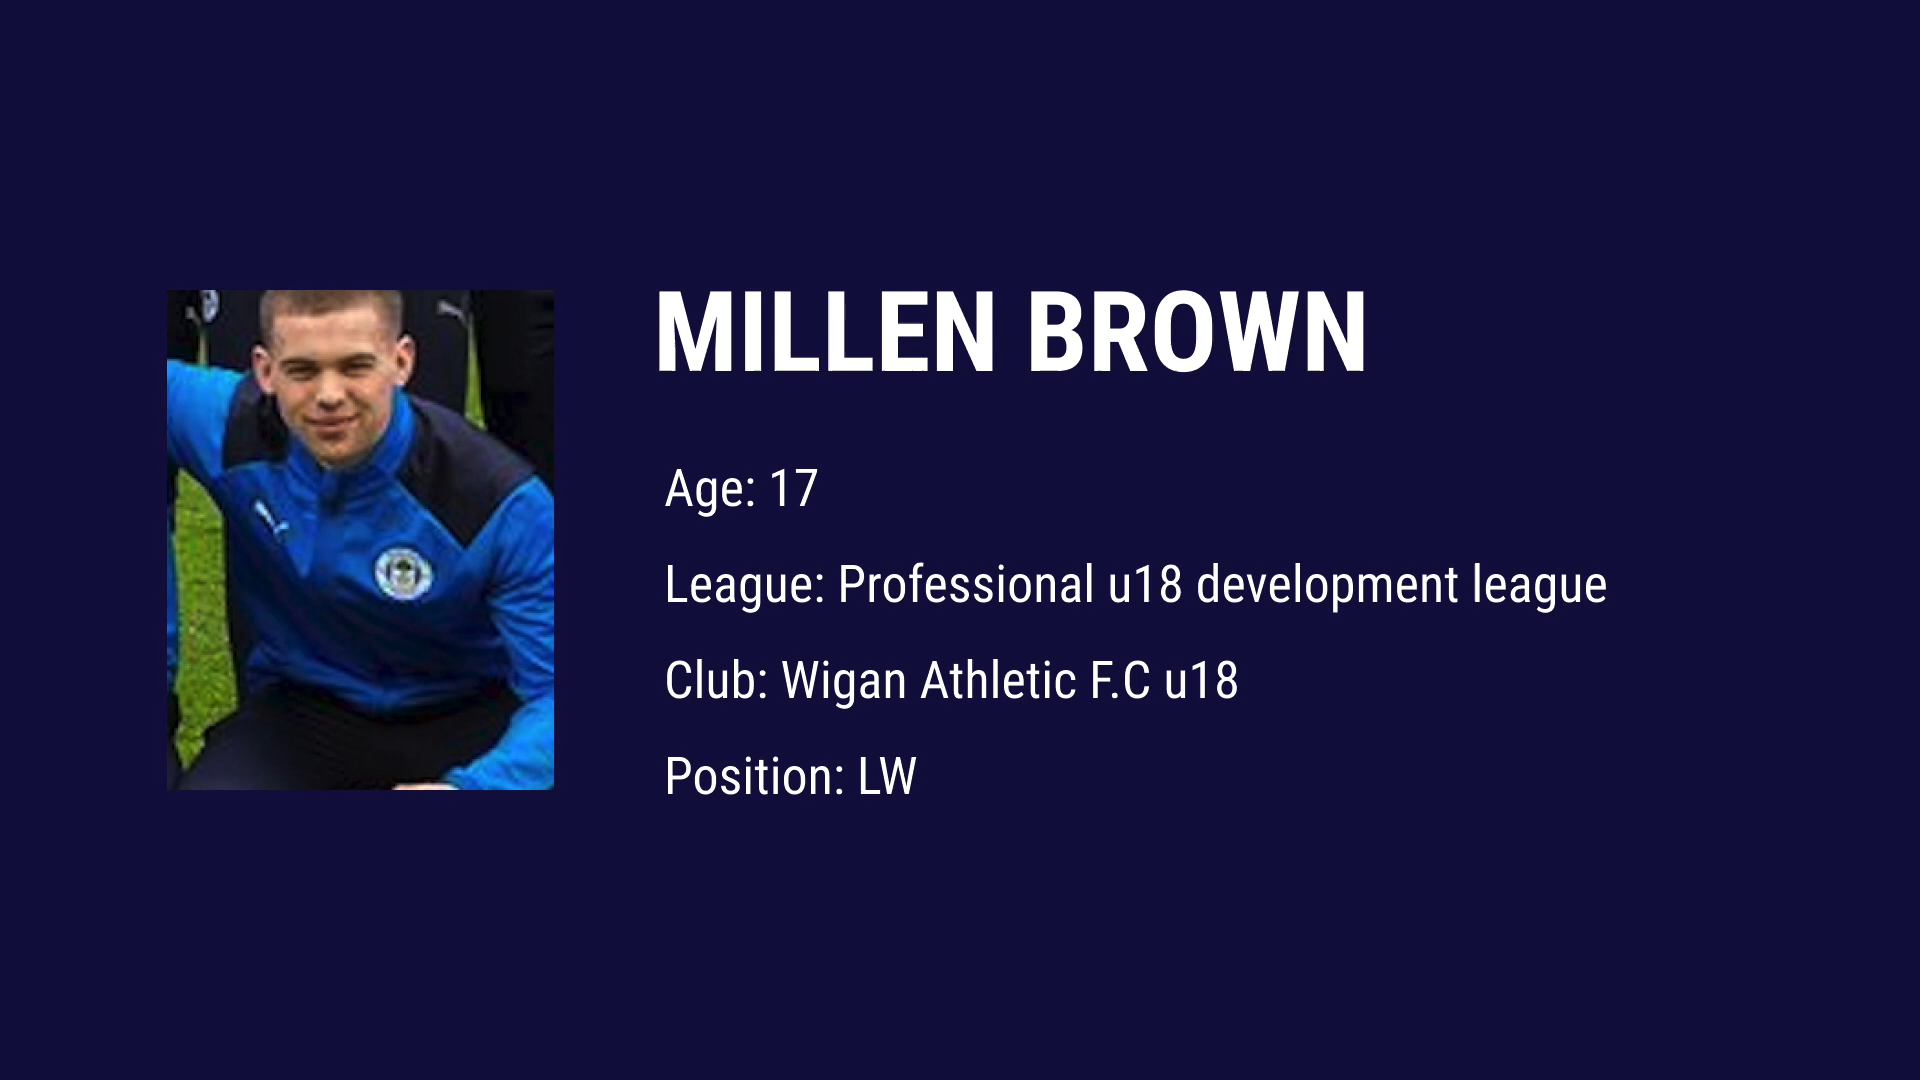 MILLEN BROWN
Age: 17
League: Professional u18 development league
Club: Wigan Athletic F.C u18
Position: LW